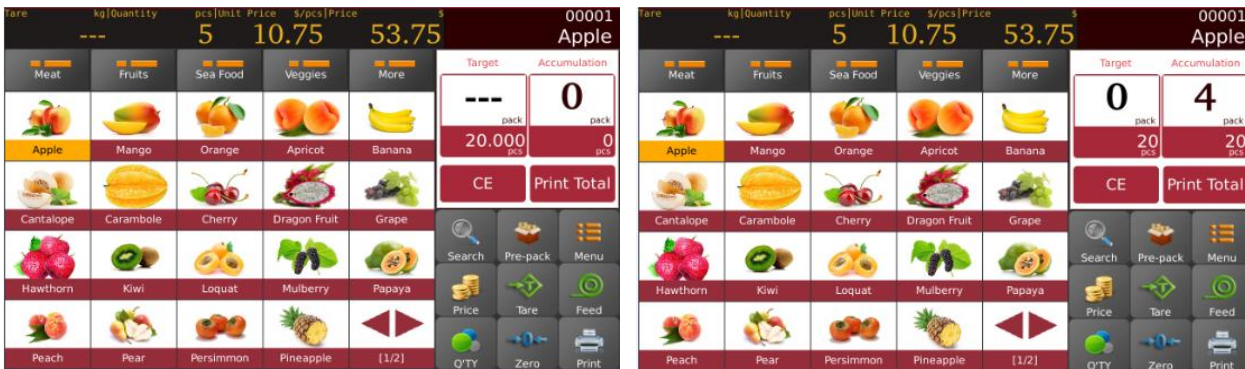 Tare kg|Quantity pcs|Unit Price $/pcs|Price $
--- 5 10.75 53.75
00001
Apple
Meat Fruits Sea Food Veggies More
Target Accumulation
--- 0
pack pack
20.000 0
pcs pcs
Apple Mango Orange Apricot Banana
CE Print Total
Cantalope Carambole Cherry Dragon Fruit Grape
Search Pre-pack Menu
Hawthorn Kiwi Loquat Mulberry Papaya
Price Tare Feed
Peach Pear Persimmon Pineapple [1/2]
Q'TY Zero Print
Tare kg|Quantity pcs|Unit Price $/pcs|Price $
--- 5 10.75 53.75
00001
Apple
Meat Fruits Sea Food Veggies More
Target Accumulation
0 4
pack pack
20 20
pcs pcs
Apple Mango Orange Apricot Banana
CE Print Total
Cantalope Carambole Cherry Dragon Fruit Grape
Search Pre-pack Menu
Hawthorn Kiwi Loquat Mulberry Papaya
Price Tare Feed
Peach Pear Persimmon Pineapple [1/2]
Q'TY Zero Print